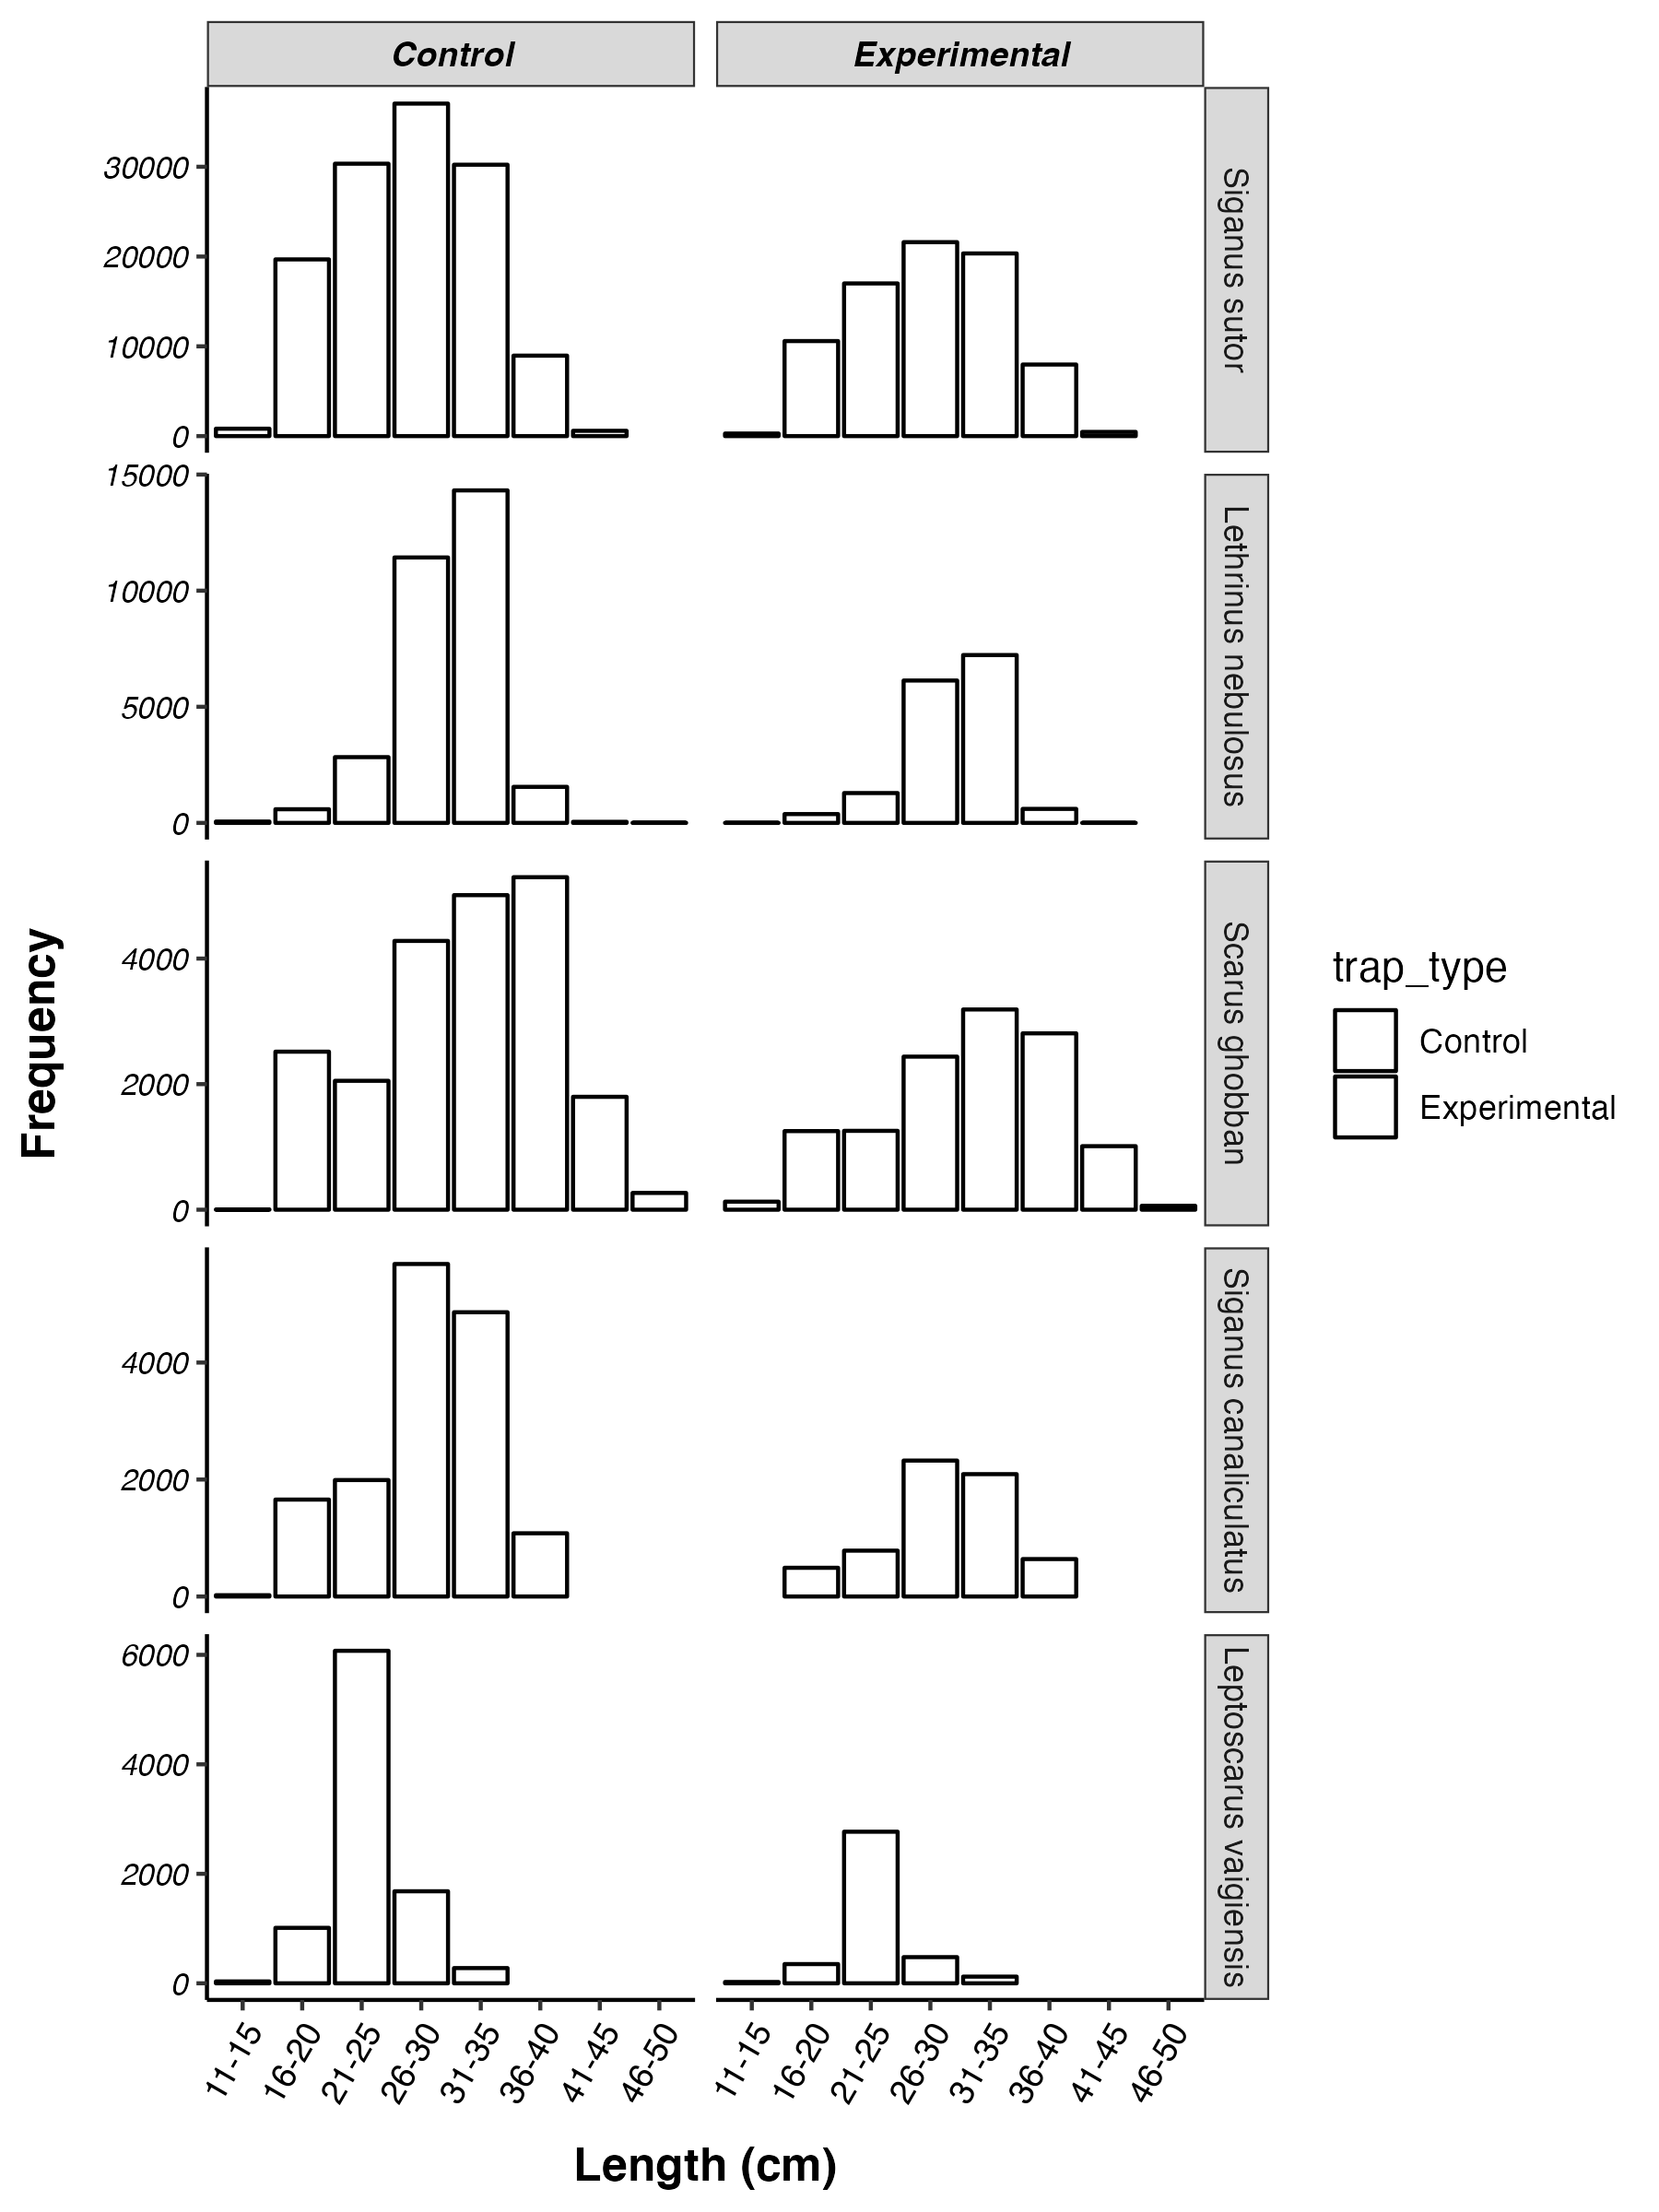 Control
Experimental
30000
20000
10000
0
Siganus sutor
15000
10000
5000
0
Lethrinus nebulosus
4000
2000
0
Scarus ghobban
4000
2000
0
Siganus canaliculatus
6000
4000
2000
0
Leptoscarus vaigiensis
Frequency
11-15
16-20
21-25
26-30
31-35
36-40
41-45
46-50
11-15
16-20
21-25
26-30
31-35
36-40
41-45
46-50
Length (cm)
trap_type
Control
Experimental